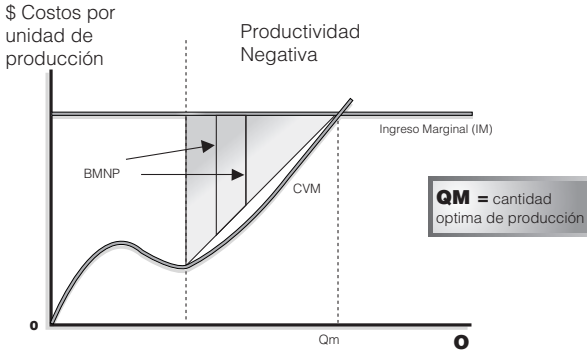 $ Costos por
unidad de
producción
Productividad
Negativa
Ingreso Marginal (IM)
BMNP
CVM
QM = cantidad
optima de producción
0
Qm
Q